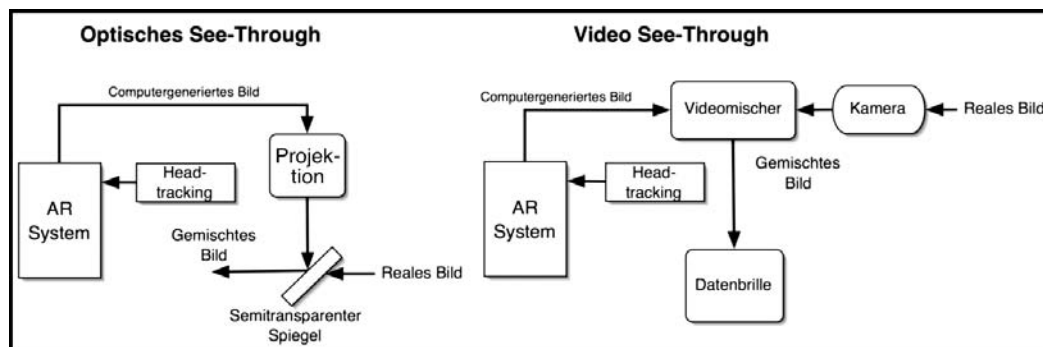 Optisches See-Through
Computergeneriertes Bild
Projek-
tion
Head-
tracking
AR
System
Gemischtes
Bild
Reales Bild
Semitransparenter
Spiegel
Video See-Through
Computergeneriertes Bild
Videomischer
Kamera
Reales Bild
Gemischtes
Bild
Head-
tracking
AR
System
Datenbrille